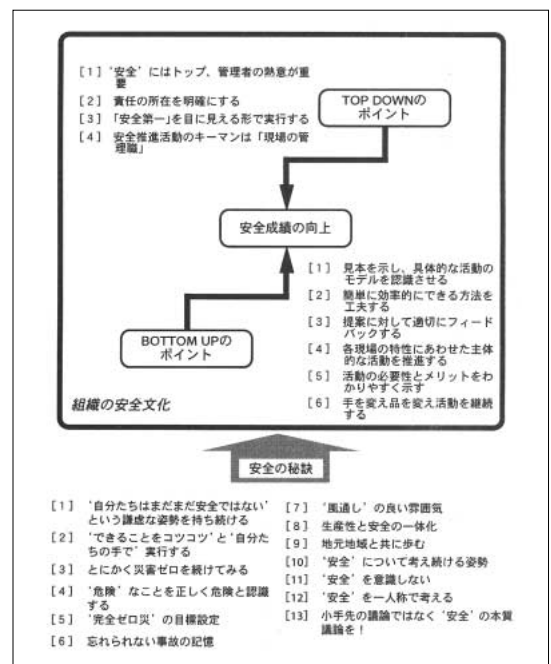 [1] ‘安全’にはトップ、管理者の熱意が重
要
[2] 責任の所在を明確にする
[3] 「安全第一」を目に見える形で実行する
[4] 安全推進活動のキーマンは「現場の管
理職」
TOP DOWNの
ポイント
安全成績の向上
BOTTOM UPの
ポイント
[1] 見本を示し、具体的な活動の
モデルを認識させる
[2] 簡単に効率的にできる方法を
工夫する
[3] 提案に対して適切にフィード
バックする
[4] 各現場の特性にあわせた主体
的な活動を推進する
[5] 活動の必要性とメリットをわ
かりやすく示す
[6] 手を変え品を変え活動を継続
する
組織の安全文化
安全の秘訣
[1] ‘自分たちはまだまだ安全ではない’
という謙虚な姿勢を持ち続ける
[2] ‘できることをコツコツ’と‘自分た
ちの手で’実行する
[3] とにかく災害ゼロを続けてみる
[4] ‘危険’なことを正しく危険と認識
する
[5] ‘完全ゼロ災’の目標設定
[6] 忘れられない事故の記憶
[7] ‘風通し’の良い雰囲気
[8] 生産性と安全の一体化
[9] 地元地域と共に歩む
[10] ‘安全’について考え続ける姿勢
[11] ‘安全’を意識しない
[12] ‘安全’を一人称で考える
[13] 小手先の議論ではなく‘安全’の本質
議論を！